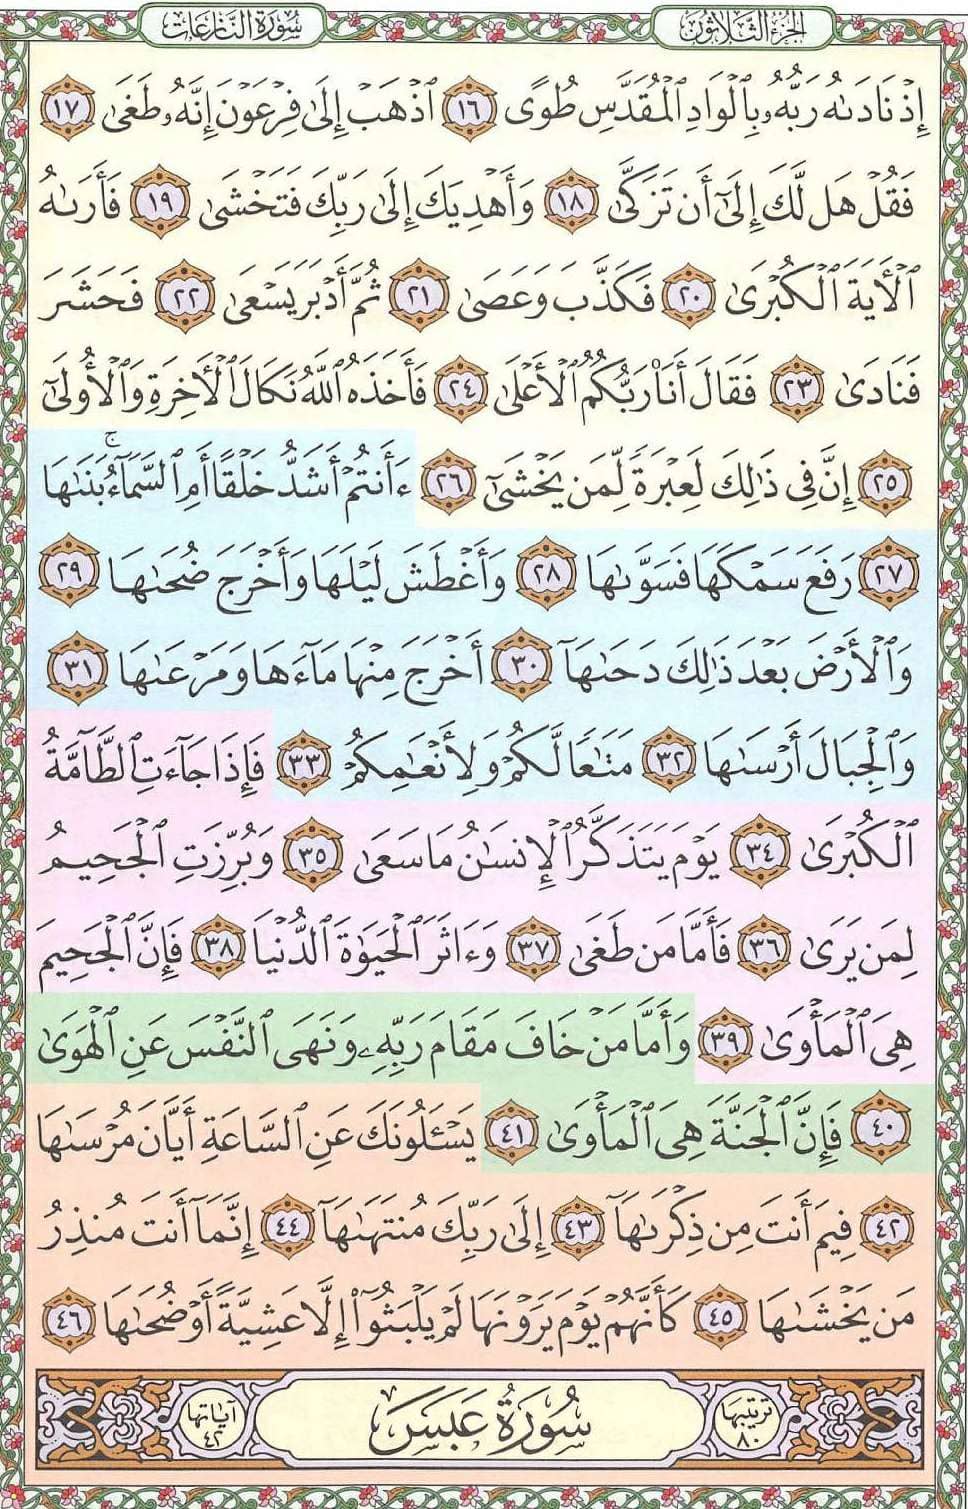 الجزء الثلاثون
سورة النازعات
إِذْ نَادَىٰهُ رَبُّهُۥ بِٱلْوَادِ ٱلْمُقَدَّسِ طُوًى ١٦ ٱذْهَبْ إِلَىٰ فِرْعَوْنَ إِنَّهُۥ طَغَىٰ ١٧
فَقُلْ هَل لَّكَ إِلَىٰٓ أَن تَزَكَّىٰ ١٨ وَأَهْدِيَكَ إِلَىٰ رَبِّكَ فَتَخْشَىٰ ١٩ فَأَرَىٰهُ
ٱلْأٓيَةَ ٱلْكُبْرَىٰ ٢٠ فَكَذَّبَ وَعَصَىٰ ٢١ ثُمَّ أَدْبَرَ يَسْعَىٰ ٢٢ فَحَشَرَ
فَنَادَىٰ ٢٣ فَقَالَ أَنَا۠ رَبُّكُمُ ٱلْأَعْلَىٰ ٢٤ فَأَخَذَهُ ٱللَّهُ نَكَالَ ٱلْأٓخِرَةِ وَٱلْأُولَىٰٓ
٢٥ إِنَّ فِى ذَٰلِكَ لَعِبْرَةً لِّمَن يَخْشَىٰٓ ٢٦ ءَأَنتُمْ أَشَدُّ خَلْقًا أَمِ ٱلسَّمَآءُ ۚ بَنَىٰهَا
٢٧ رَفَعَ سَمْكَهَا فَسَوَّىٰهَا ٢٨ وَأَغْطَشَ لَيْلَهَا وَأَخْرَجَ ضُحَىٰهَا ٢٩
وَٱلْأَرْضَ بَعْدَ ذَٰلِكَ دَحَىٰهَآ ٣٠ أَخْرَجَ مِنْهَا مَآءَهَا وَمَرْعَىٰهَا ٣١
وَٱلْجِبَالَ أَرْسَىٰهَا ٣٢ مَتَٰعًا لَّكُمْ وَلِأَنْعَٰمِكُمْ ٣٣ فَإِذَا جَآءَتِ ٱلطَّآمَّةُ
ٱلْكُبْرَىٰ ٣٤ يَوْمَ يَتَذَكَّرُ ٱلْإِنسَٰنُ مَا سَعَىٰ ٣٥ وَبُرِّزَتِ ٱلْجَحِيمُ
لِمَن يَرَىٰ ٣٦ فَأَمَّا مَن طَغَىٰ ٣٧ وَءَاثَرَ ٱلْحَيَوٰةَ ٱلدُّنْيَا ٣٨ فَإِنَّ ٱلْجَحِيمَ
هِىَ ٱلْمَأْوَىٰ ٣٩ وَأَمَّا مَنْ خَافَ مَقَامَ رَبِّهِۦ وَنَهَى ٱلنَّفْسَ عَنِ ٱلْهَوَىٰ
٤٠ فَإِنَّ ٱلْجَنَّةَ هِىَ ٱلْمَأْوَىٰ ٤١ يَسْـَٔلُونَكَ عَنِ ٱلسَّاعَةِ أَيَّانَ مُرْسَىٰهَا
٤٢ فِيمَ أَنتَ مِن ذِكْرَىٰهَآ ٤٣ إِلَىٰ رَبِّكَ مُنتَهَىٰهَآ ٤٤ إِنَّمَآ أَنتَ مُنذِرُ
مَن يَخْشَىٰهَا ٤٥ كَأَنَّهُمْ يَوْمَ يَرَوْنَهَا لَمْ يَلْبَثُوٓا۟ إِلَّا عَشِيَّةً أَوْ ضُحَىٰهَا ٤٦
ترتيبها ٨٠
سُورَةُ عَبَسَ
آياتها ٤٢